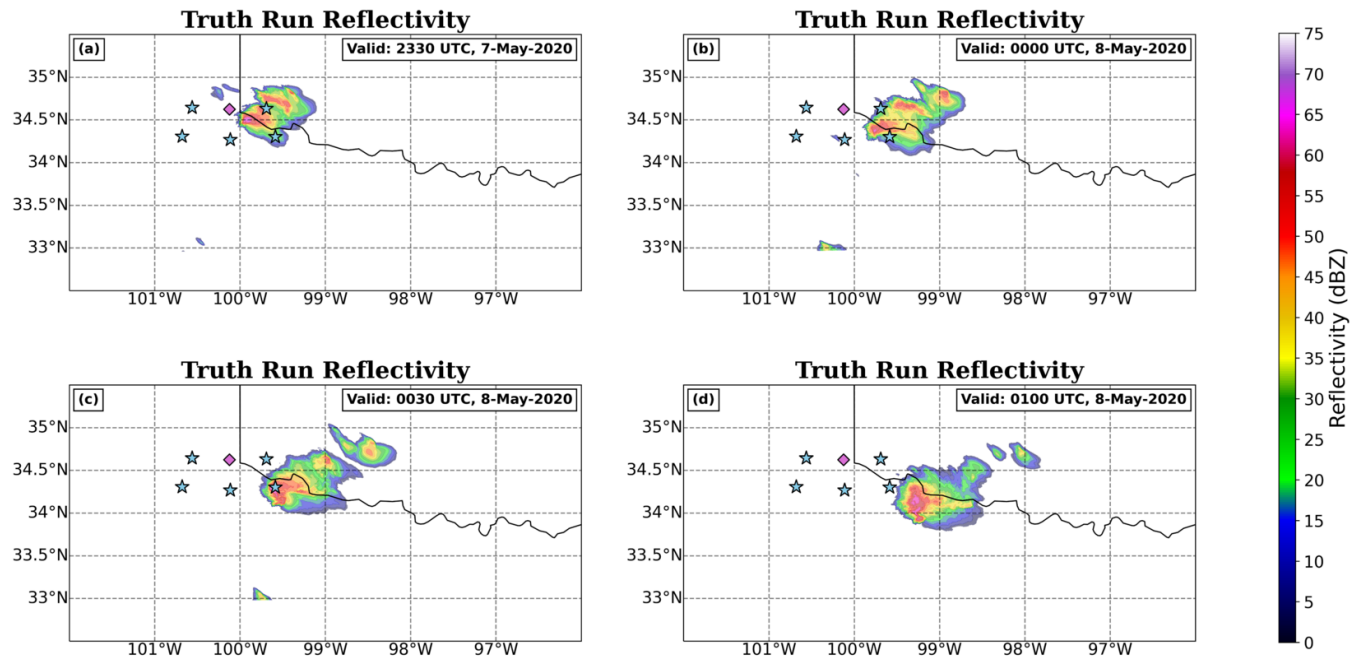 Truth Run Reflectivity
(a)
Valid: 2330 UTC, 7-May-2020
35°N
34.5°N
34°N
33.5°N
33°N
101°W 100°W 99°W 98°W 97°W
Truth Run Reflectivity
(b)
Valid: 0000 UTC, 8-May-2020
35°N
34.5°N
34°N
33.5°N
33°N
101°W 100°W 99°W 98°W 97°W
Truth Run Reflectivity
(c)
Valid: 0030 UTC, 8-May-2020
35°N
34.5°N
34°N
33.5°N
33°N
101°W 100°W 99°W 98°W 97°W
Truth Run Reflectivity
(d)
Valid: 0100 UTC, 8-May-2020
35°N
34.5°N
34°N
33.5°N
33°N
101°W 100°W 99°W 98°W 97°W
75
70
65
60
55
50
45
40
35
30
25
20
15
10
5
0
Reflectivity (dBZ)